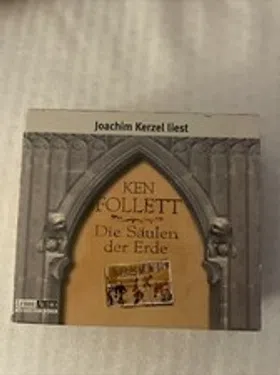 Joachim Kerzel liest
KEN
FOLLETT
Die Säulen
der Erde